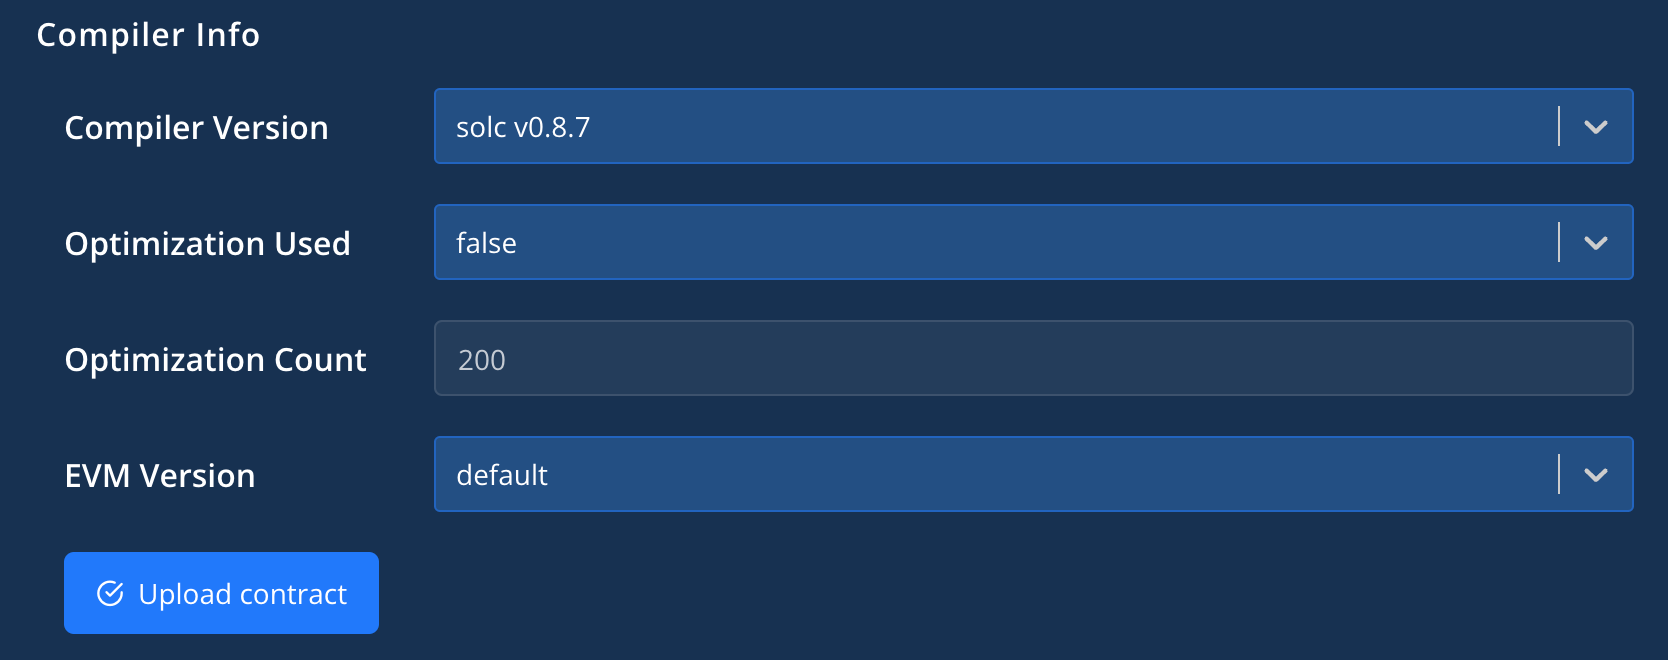 Compiler Info
Compiler Version
solc v0.8.7
Optimization Used
false
Optimization Count
200
EVM Version
default
Upload contract